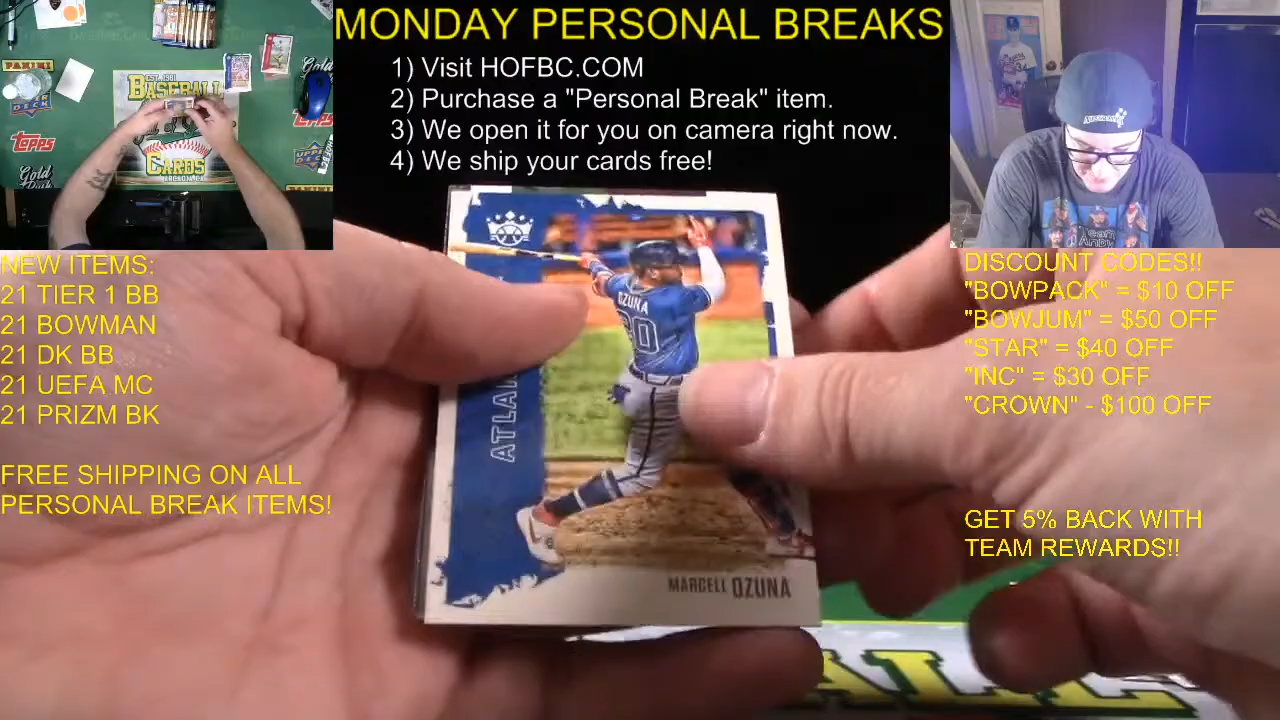 MONDAY PERSONAL BREAKS
1) Visit HOFBC.COM
2) Purchase a "Personal Break" item.
3) We open it for you on camera right now.
4) We ship your cards free!
PANINI
DECK
Topps
Gold
BASEBALL
CARDS
NEW ITEMS:
21 TIER 1 BB
21 BOWMAN
21 DK BB
21 UEFA MC
21 PRIZM BK
FREE SHIPPING ON ALL
PERSONAL BREAK ITEMS!
OZUNA
20
ATLA
MARCELL OZUNA
DISCOUNT CODES!!
"BOWPACK" = $10 OFF
"BOWJUM" = $50 OFF
"STAR" = $40 OFF
"INC" = $30 OFF
"CROWN" - $100 OFF
GET 5% BACK WITH
TEAM REWARDS!!